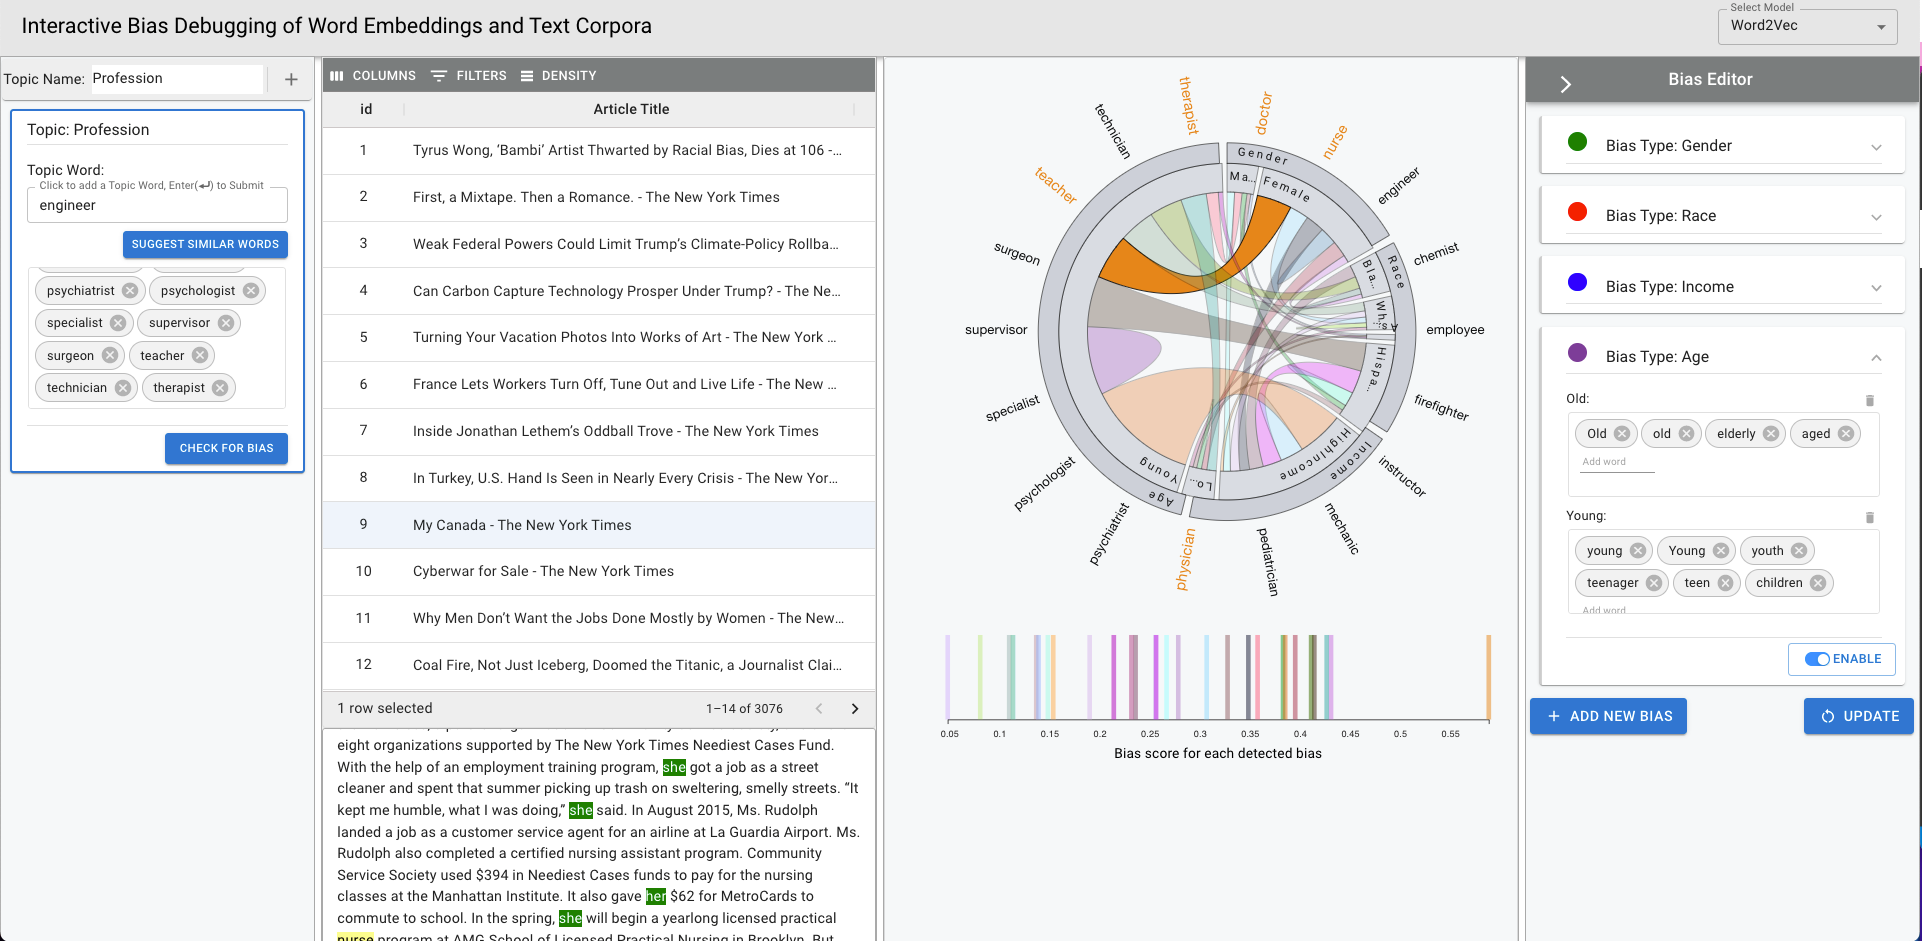 Interactive Bias Debugging of Word Embeddings and Text Corpora
Select Model
Word2Vec
Topic Name: Profession
Topic: Profession
Topic Word:
Click to add a Topic Word, Enter(↵) to Submit
engineer
SUGGEST SIMILAR WORDS
psychiatrist psychologist
specialist supervisor
surgeon teacher
technician therapist
CHECK FOR BIAS
COLUMNS FILTERS DENSITY
id Article Title
1 Tyrus Wong, ‘Bambi’ Artist Thwarted by Racial Bias, Dies at 106 -...
2 First, a Mixtape. Then a Romance. - The New York Times
3 Weak Federal Powers Could Limit Trump’s Climate-Policy Rollba...
4 Can Carbon Capture Technology Prosper Under Trump? - The Ne...
5 Turning Your Vacation Photos Into Works of Art - The New York ...
6 France Lets Workers Turn Off, Tune Out and Live Life - The New ...
7 Inside Jonathan Lethem’s Oddball Trove - The New York Times
8 In Turkey, U.S. Hand Is Seen in Nearly Every Crisis - The New Yor...
9 My Canada - The New York Times
10 Cyberwar for Sale - The New York Times
11 Why Men Don’t Want the Jobs Done Mostly by Women - The New...
12 Coal Fire, Not Just Iceberg, Doomed the Titanic, a Journalist Clai...
1 row selected 1–14 of 3076
eight organizations supported by The New York Times Neediest Cases Fund.
With the help of an employment training program, she got a job as a street
cleaner and spent that summer picking up trash on sweltering, smelly streets. “It
kept me humble, what I was doing,” she said. In August 2015, Ms. Rudolph
landed a job as a customer service agent for an airline at La Guardia Airport. Ms.
Rudolph also completed a certified nursing assistant program. Community
Service Society used $394 in Neediest Cases funds to pay for the nursing
classes at the Manhattan Institute. It also gave her $62 for MetroCards to
commute to school. In the spring, she will begin a yearlong licensed practical
nurse program at AMG School of Licensed Practical Nursing in Brooklyn. But
therapist
doctor
nurse
engineer
chemist
employee
firefighter
instructor
mechanic
pediatrician
physician
psychiatrist
psychologist
specialist
supervisor
surgeon
teacher
technician
Gender
Ma...
Female
Race
Bla...
Wh...
As...
Hispa...
Income
HighIncome
Lo...
Age
Young
0.05 0.1 0.15 0.2 0.25 0.3 0.35 0.4 0.45 0.5 0.55
Bias score for each detected bias
Bias Editor
Bias Type: Gender
Bias Type: Race
Bias Type: Income
Bias Type: Age
Old:
Old old elderly aged
Add word
Young:
young Young youth
teenager teen children
Add word
ENABLE
ADD NEW BIAS
UPDATE